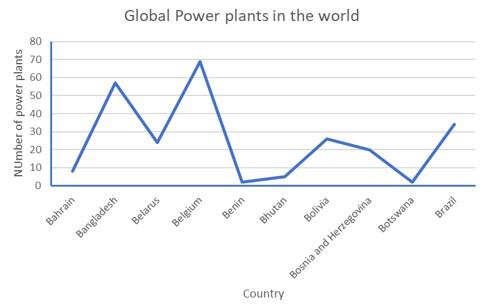 Global Power plants in the world
NUmber of power plants
80
70
60
50
40
30
20
10
0
Bahrain
Bangladesh
Belarus
Belgium
Benin
Bhutan
Bolivia
Bosnia and Herzegovina
Botswana
Brazil
Country